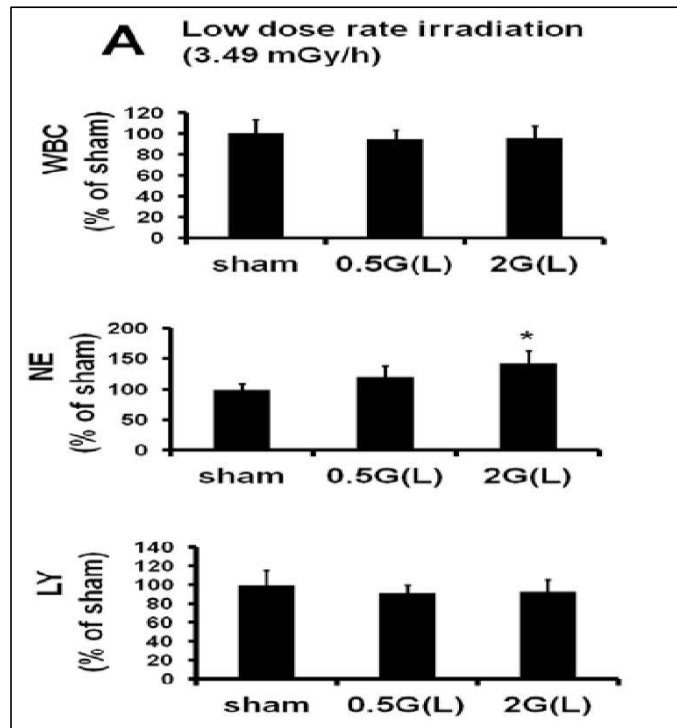 A Low dose rate irradiation
(3.49 mGy/h)
WBC
(% of sham)
120
100
80
60
40
20
0
sham 0.5G(L) 2G(L)
NE
(% of sham)
200
150
100
50
0
*
sham 0.5G(L) 2G(L)
LY
(% of sham)
140
120
100
80
60
40
20
0
sham 0.5G(L) 2G(L)